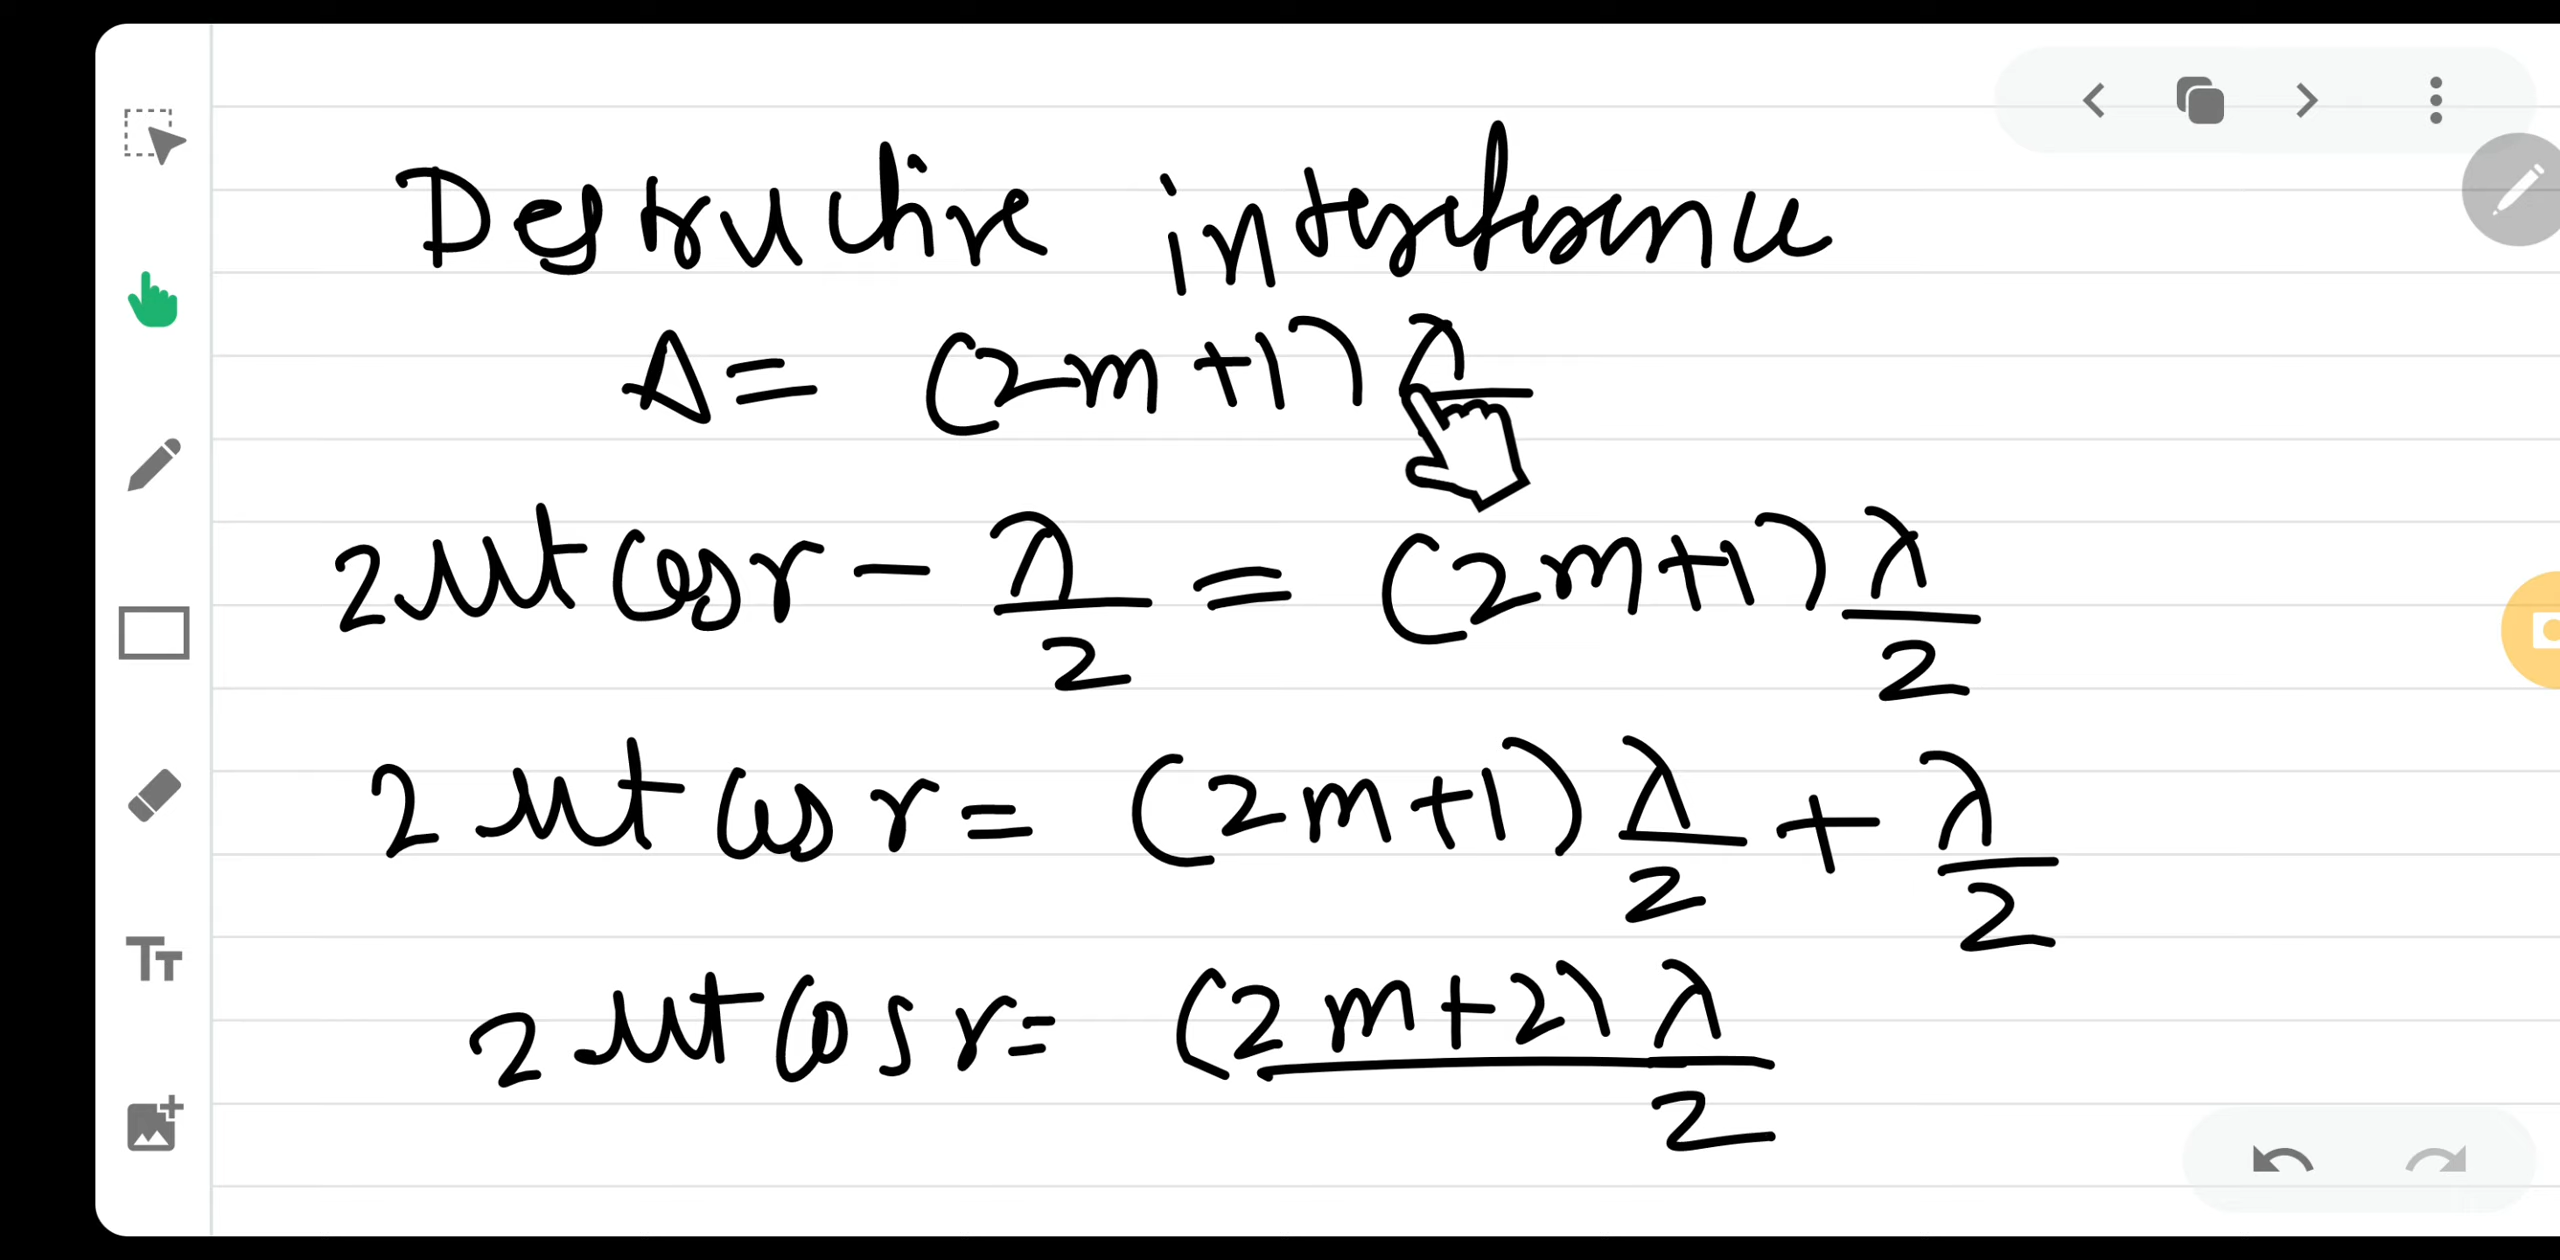 Destructive interference
Δ = (2m+1) λ
2μt cos r - λ/2 = (2m+1) λ/2
2μt cos r = (2m+1) λ/2 + λ/2
2μt cos r = (2m+2) λ/2
TT